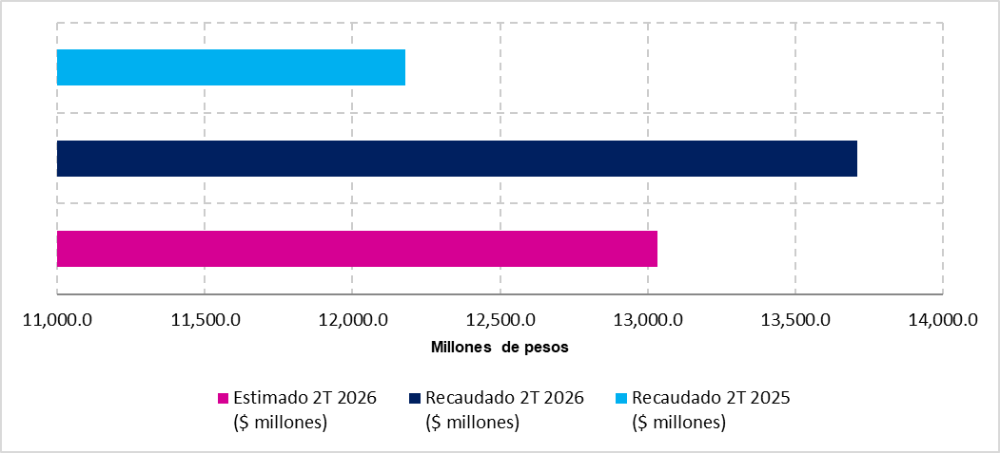 11,000.0 11,500.0 12,000.0 12,500.0 13,000.0 13,500.0 14,000.0
Millones de pesos
Estimado 2T 2026
($ millones)
Recaudado 2T 2026
($ millones)
Recaudado 2T 2025
($ millones)